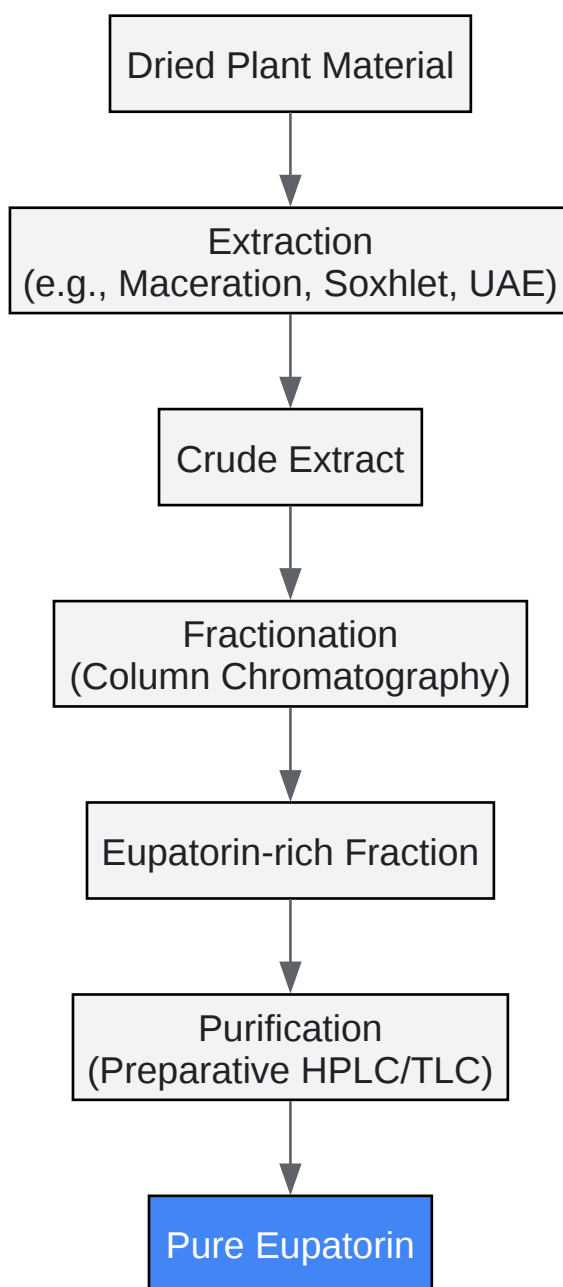 Dried Plant Material
Extraction
(e.g., Maceration, Soxhlet, UAE)
Crude Extract
Fractionation
(Column Chromatography)
Eupatorin-rich Fraction
Purification
(Preparative HPLC/TLC)
Pure Eupatorin